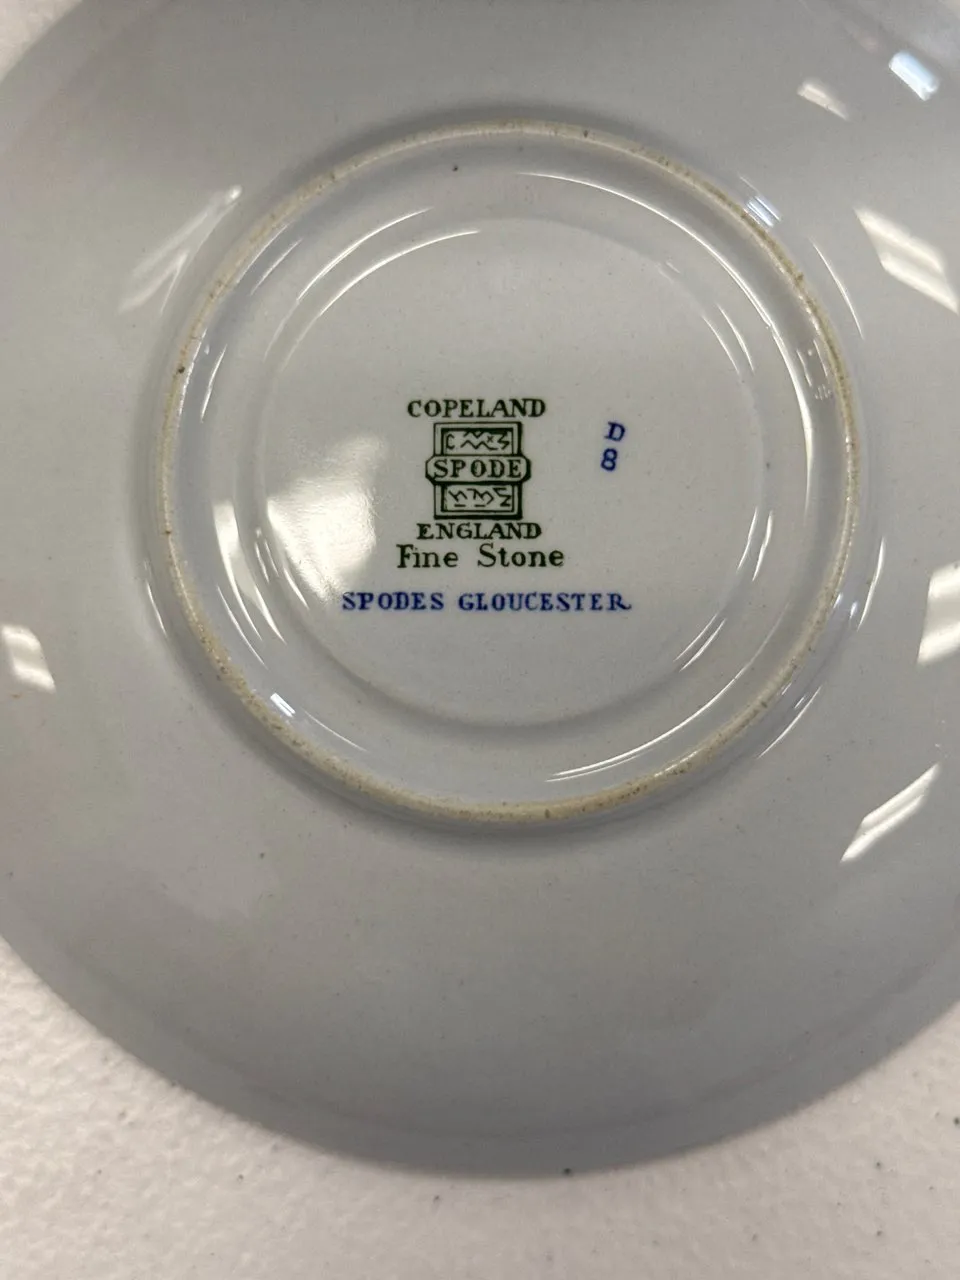 COPELAND
SPODE
ENGLAND
Fine Stone
SPODES GLOUCESTER
D
8